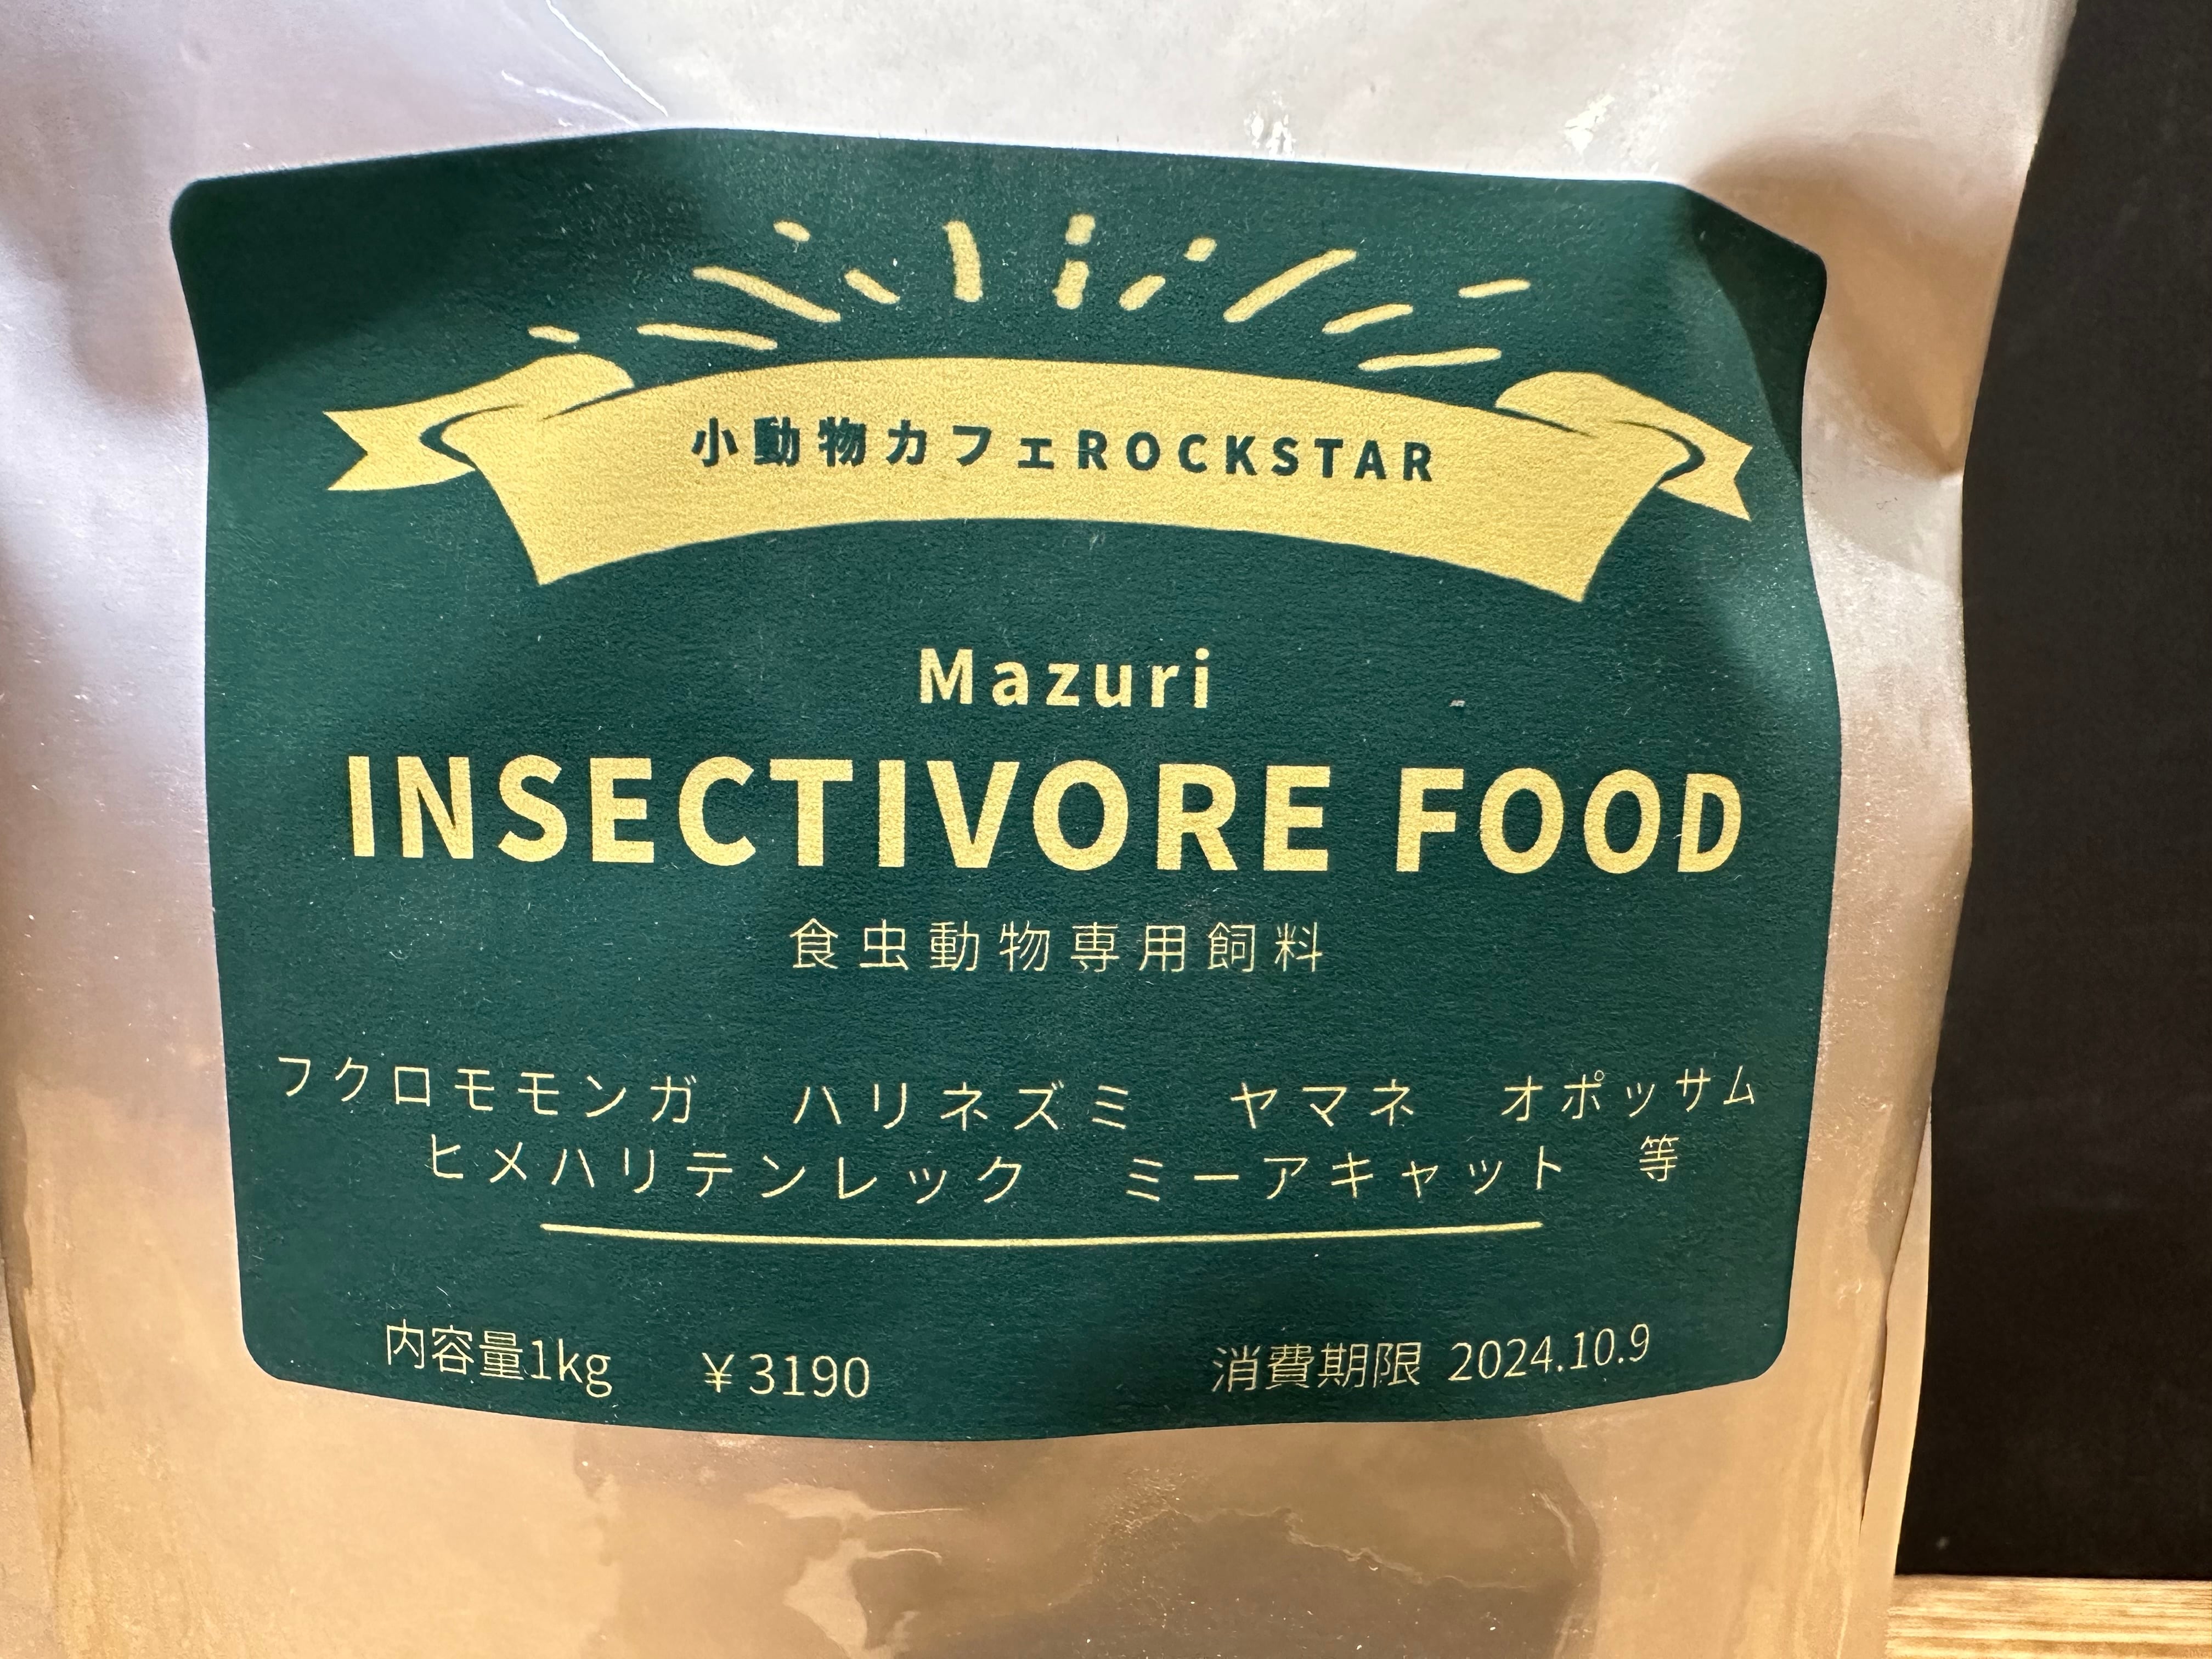 小動物カフェROCKSTAR
Mazuri
INSECTIVORE FOOD
食虫動物専用飼料
フクロモモンガ　ハリネズミ　ヤマネ　オポッサム
ヒメハリテンレック　ミーアキャット　等
内容量1kg　￥3190　消費期限 2024.10.9